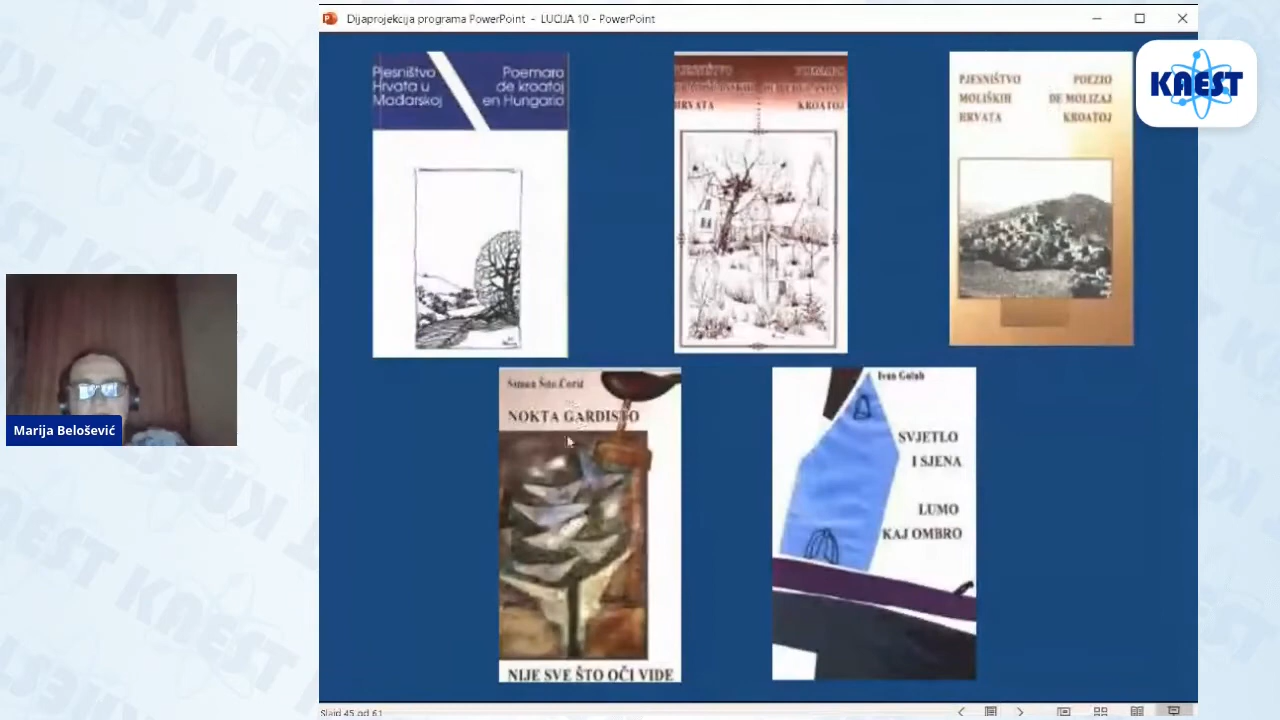 Dijaprojekcija programa PowerPoint - LUCIJA 10 - PowerPoint
KAEST
Pjesništvo
Hrvata u
Mađarskoj
Poemaro
de kroatoj
en Hungario
HRVATA
KROATOJ
PJESNIŠTVO
MOLIŠKIH
HRVATA
POEZIO
DE MOLIZAJ
KROATOJ
Šimun Šito Ćorić
NOKTA GARDISTO
NIJE SVE ŠTO OČI VIDE
Ivan Golub
SVJETLO
I SJENA
LUMO
KAJ OMBRO
Marija Belošević
Slajd 45 od 61